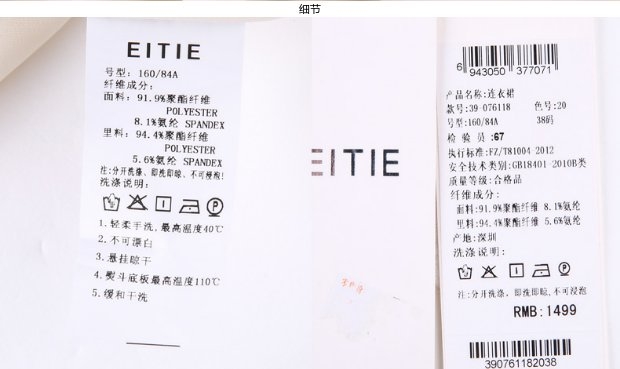 细节
EITIE
号型: 160/84A
纤维成分:
面料: 91.9%聚酯纤维
POLYESTER
8.1%氨纶 SPANDEX
里料: 94.4%聚酯纤维
POLYESTER
5.6%氨纶 SPANDEX
注:分开洗涤、即洗即晾、不可浸泡!
洗涤说明:
1.轻柔手洗,最高温度40℃
2.不可漂白
3.悬挂晾干
4.熨斗底板最高温度110℃
5.缓和干洗
EITIE
6 943050 377071
产品名称:连衣裙
款号:39-076118 色号:20
号型:160/84A 38码
检 验 员 :67
执行标准:FZ/T81004-2012
安全技术类别:GB18401-2010B类
质量等级:合格品
纤维成分:
面料:91.9%聚酯纤维 8.1%氨纶
里料:94.4%聚酯纤维 5.6%氨纶
产地:深圳
洗涤说明:
注:分开洗涤, 即洗即晾,不可浸泡
RMB:1499
390761182038